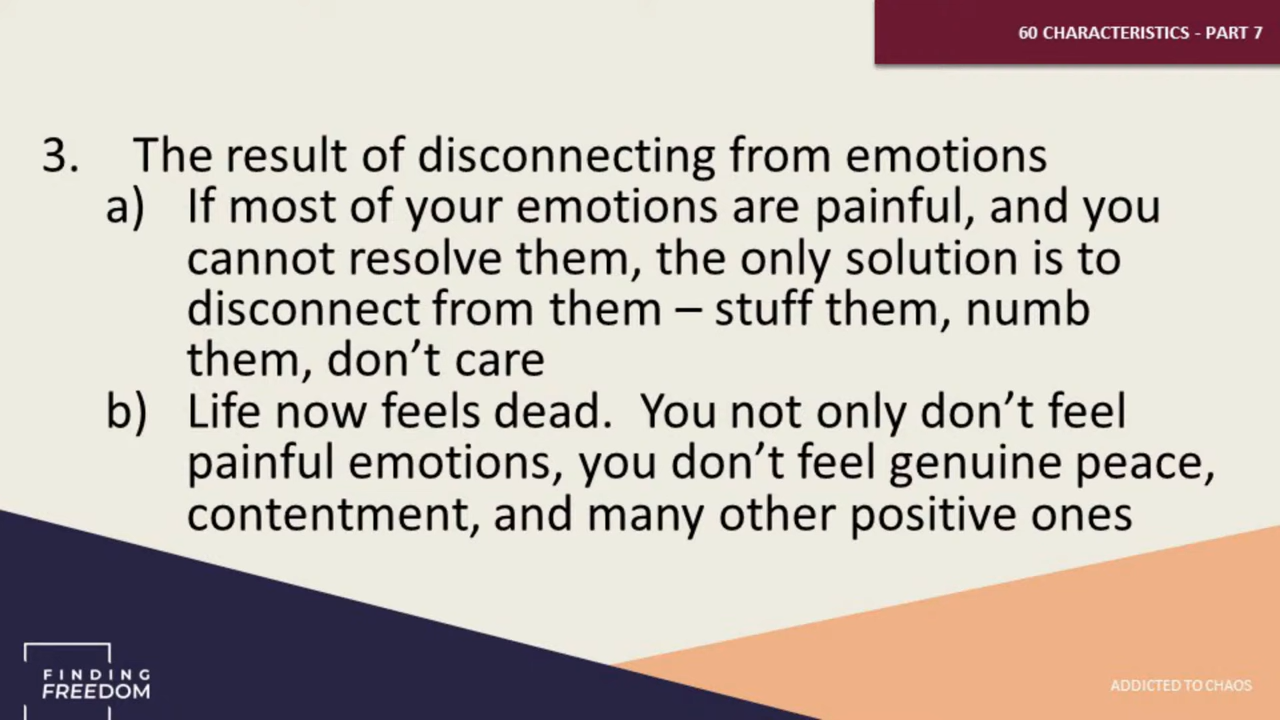 60 CHARACTERISTICS - PART 7
3. The result of disconnecting from emotions
a) If most of your emotions are painful, and you
cannot resolve them, the only solution is to
disconnect from them – stuff them, numb
them, don’t care
b) Life now feels dead.  You not only don’t feel
painful emotions, you don’t feel genuine peace,
contentment, and many other positive ones
FINDING
FREEDOM
ADDICTED TO CHAOS